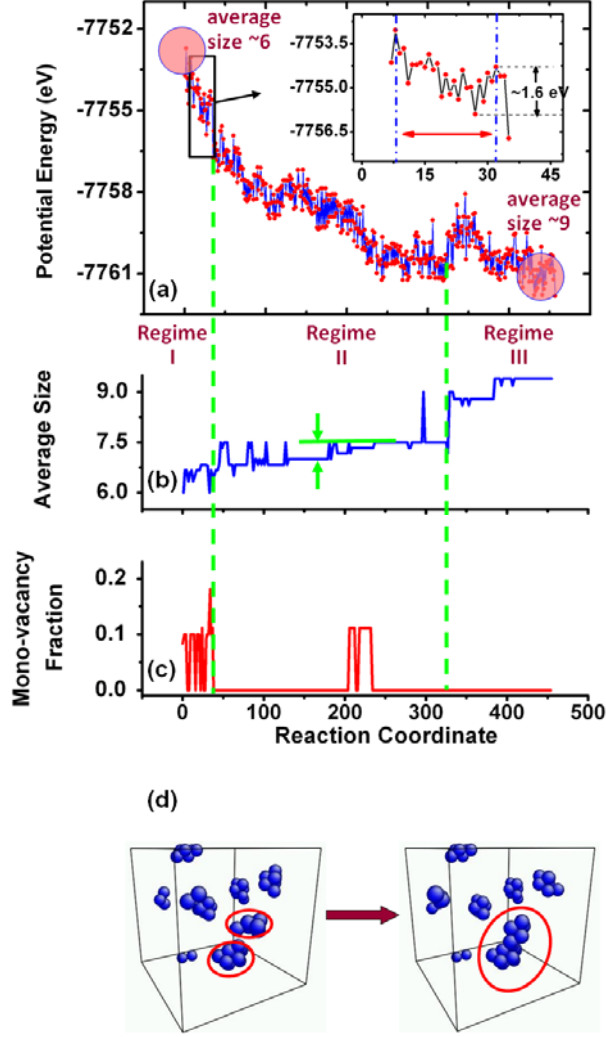 -7752
-7755
-7758
-7761
Potential Energy (eV)
average
size ~6
-7753.5
-7755.0
-7756.5
0 15 30 45
~1.6 eV
average
size ~9
(a)
Regime
I
Regime
II
Regime
III
9.0
7.5
6.0
Average Size
(b)
0.2
0.1
0.0
Mono-vacancy
Fraction
(c)
0 100 200 300 400 500
Reaction Coordinate
(d)